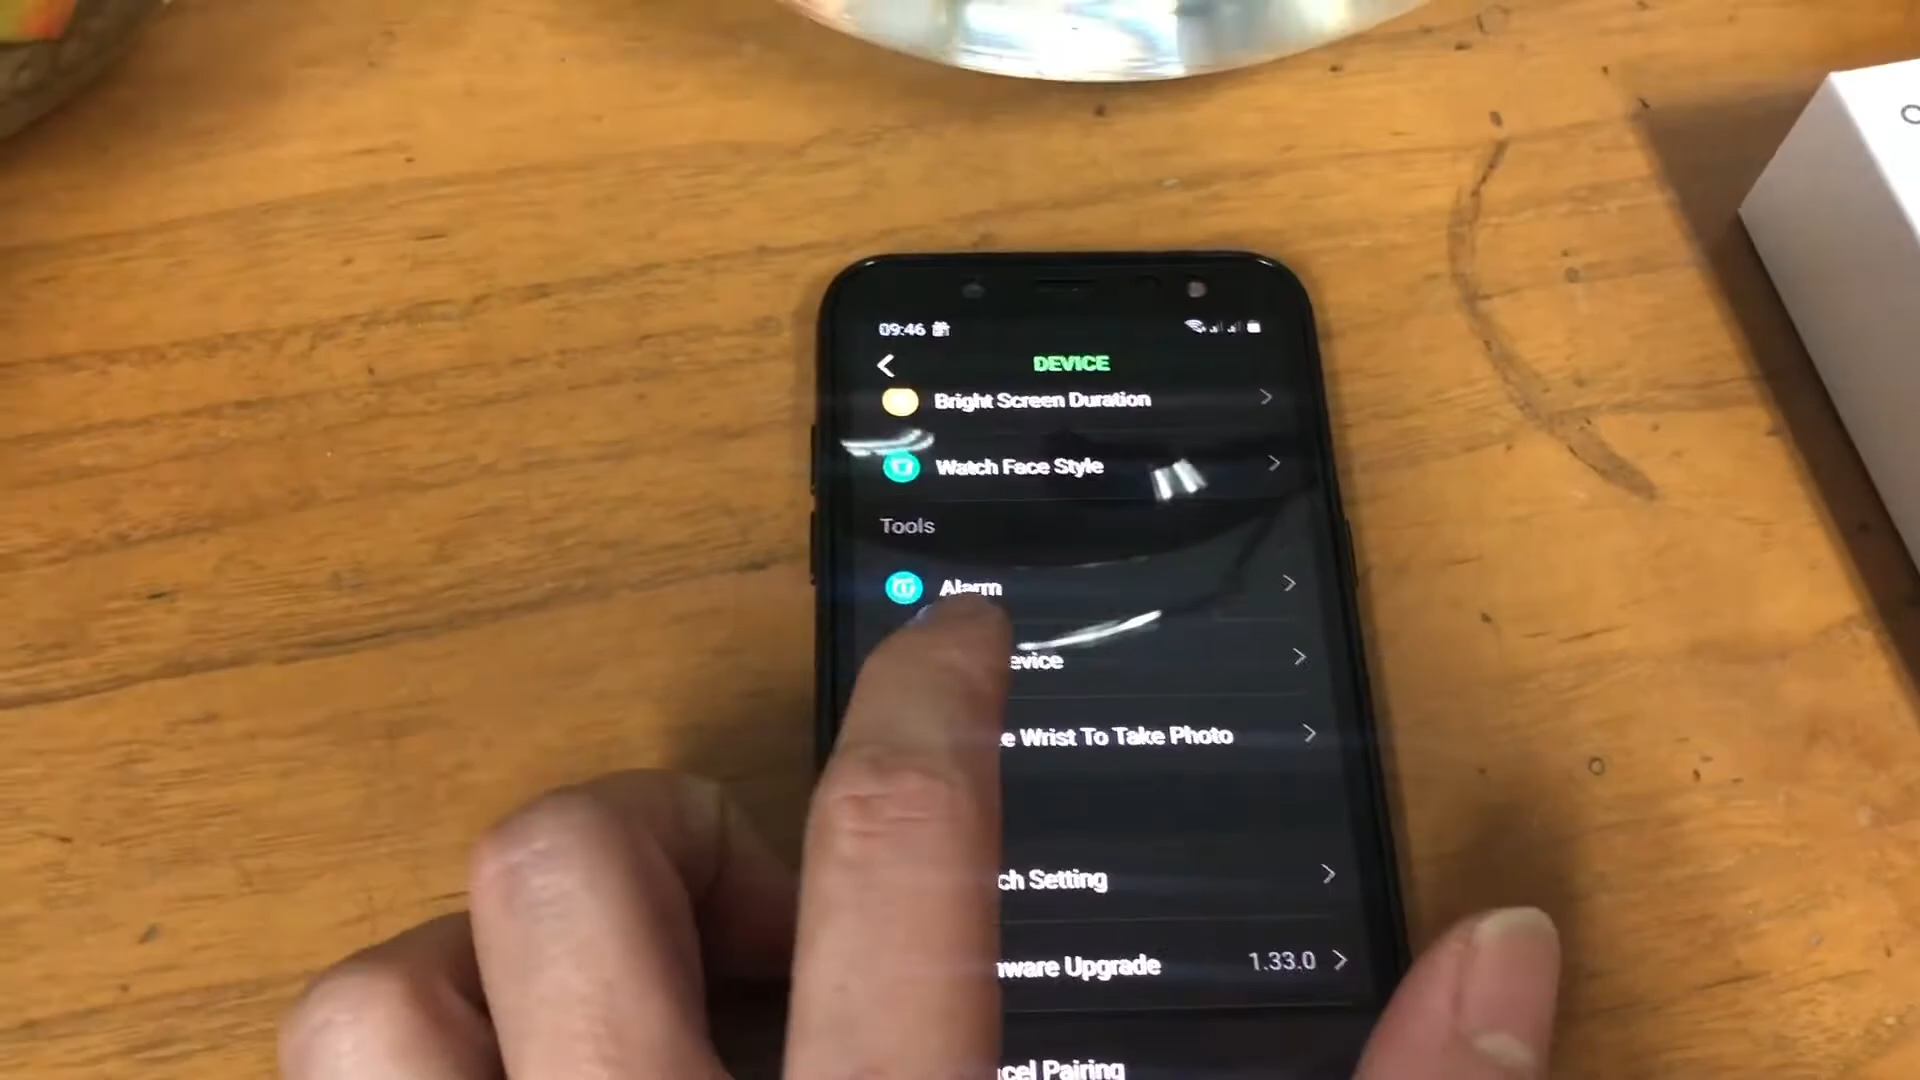 09:46
DEVICE
Bright Screen Duration
Watch Face Style
Tools
Alarm
evice
e Wrist To Take Photo
ch Setting
ware Upgrade 1.33.0
cel Pairing